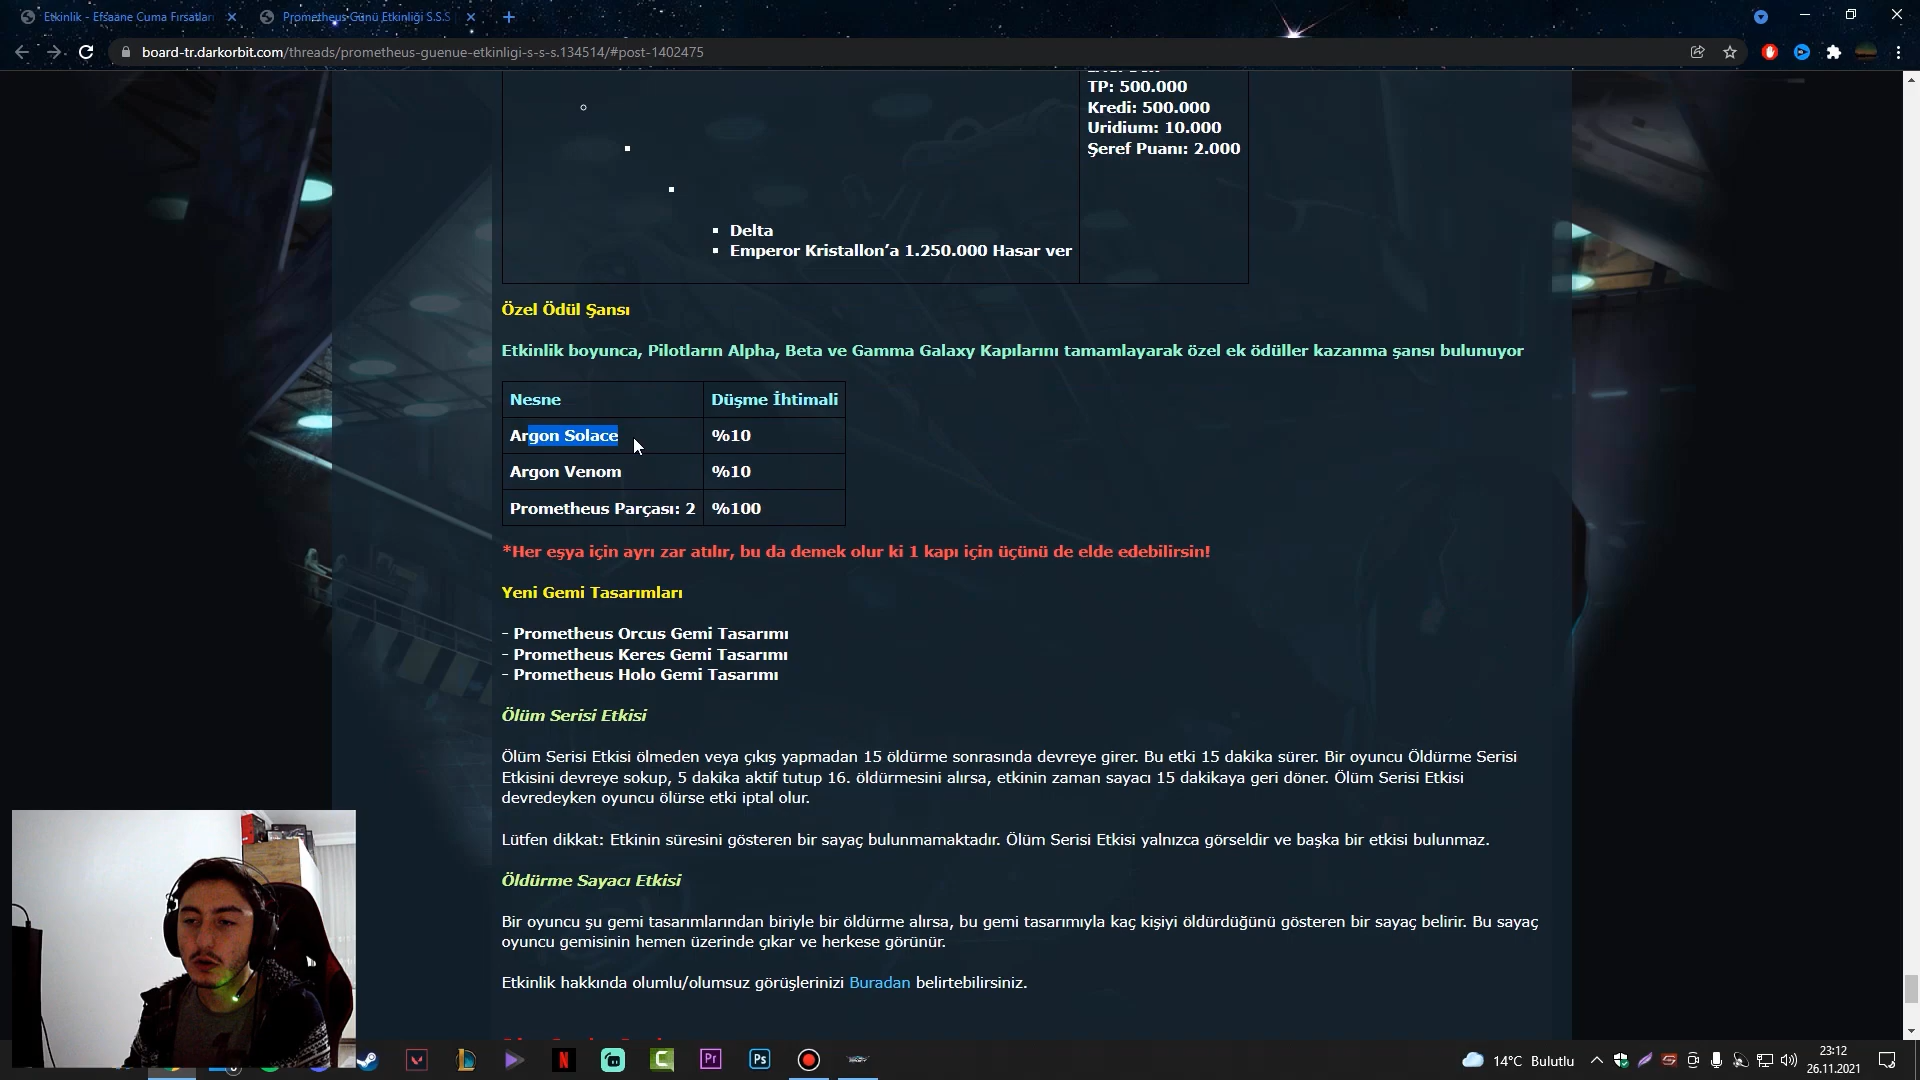 Etkinlik - Efsaane Cuma Fırsatları
Prometheus Günü Etkinliği S.S.S
board-tr.darkorbit.com/threads/prometheus-guenue-etkinligi-s-s-s.134514/#post-1402475
TP: 500.000
Kredi: 500.000
Uridium: 10.000
Şeref Puanı: 2.000
Delta
Emperor Kristallon’a 1.250.000 Hasar ver
Özel Ödül Şansı
Etkinlik boyunca, Pilotların Alpha, Beta ve Gamma Galaxy Kapılarını tamamlayarak özel ek ödüller kazanma şansı bulunuyor
Nesne Düşme İhtimali
Argon Solace %10
Argon Venom %10
Prometheus Parçası: 2 %100
*Her eşya için ayrı zar atılır, bu da demek olur ki 1 kapı için üçünü de elde edebilirsin!
Yeni Gemi Tasarımları
- Prometheus Orcus Gemi Tasarımı
- Prometheus Keres Gemi Tasarımı
- Prometheus Holo Gemi Tasarımı
Ölüm Serisi Etkisi
Ölüm Serisi Etkisi ölmeden veya çıkış yapmadan 15 öldürme sonrasında devreye girer. Bu etki 15 dakika sürer. Bir oyuncu Öldürme Serisi
Etkisini devreye sokup, 5 dakika aktif tutup 16. öldürmesini alırsa, etkinin zaman sayacı 15 dakikaya geri döner. Ölüm Serisi Etkisi
devredeyken oyuncu ölürse etki iptal olur.
Lütfen dikkat: Etkinin süresini gösteren bir sayaç bulunmamaktadır. Ölüm Serisi Etkisi yalnızca görseldir ve başka bir etkisi bulunmaz.
Öldürme Sayacı Etkisi
Bir oyuncu şu gemi tasarımlarından biriyle bir öldürme alırsa, bu gemi tasarımıyla kaç kişiyi öldürdüğünü gösteren bir sayaç belirir. Bu sayaç
oyuncu gemisinin hemen üzerinde çıkar ve herkese görünür.
Etkinlik hakkında olumlu/olumsuz görüşlerinizi Buradan belirtebilirsiniz.
N
C
Pr
Ps
14°C Bulutlu
23:12
26.11.2021